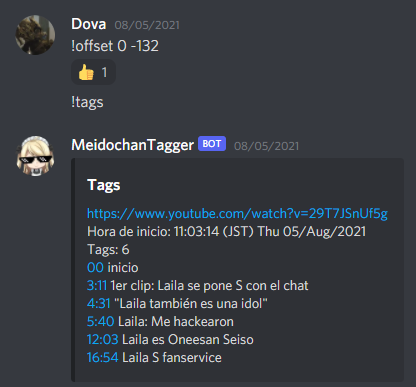 Dova 08/05/2021
!offset 0 -132
👍 1
!tags
MeidochanTagger BOT 08/05/2021
Tags
https://www.youtube.com/watch?v=29T7JSnUf5g
Hora de inicio: 11:03:14 (JST) Thu 05/Aug/2021
Tags: 6
00 inicio
3:11 1er clip: Laila se pone S con el chat
4:31 "Laila también es una idol"
5:40 Laila: Me hackearon
12:03 Laila es Oneesan Seiso
16:54 Laila S fanservice